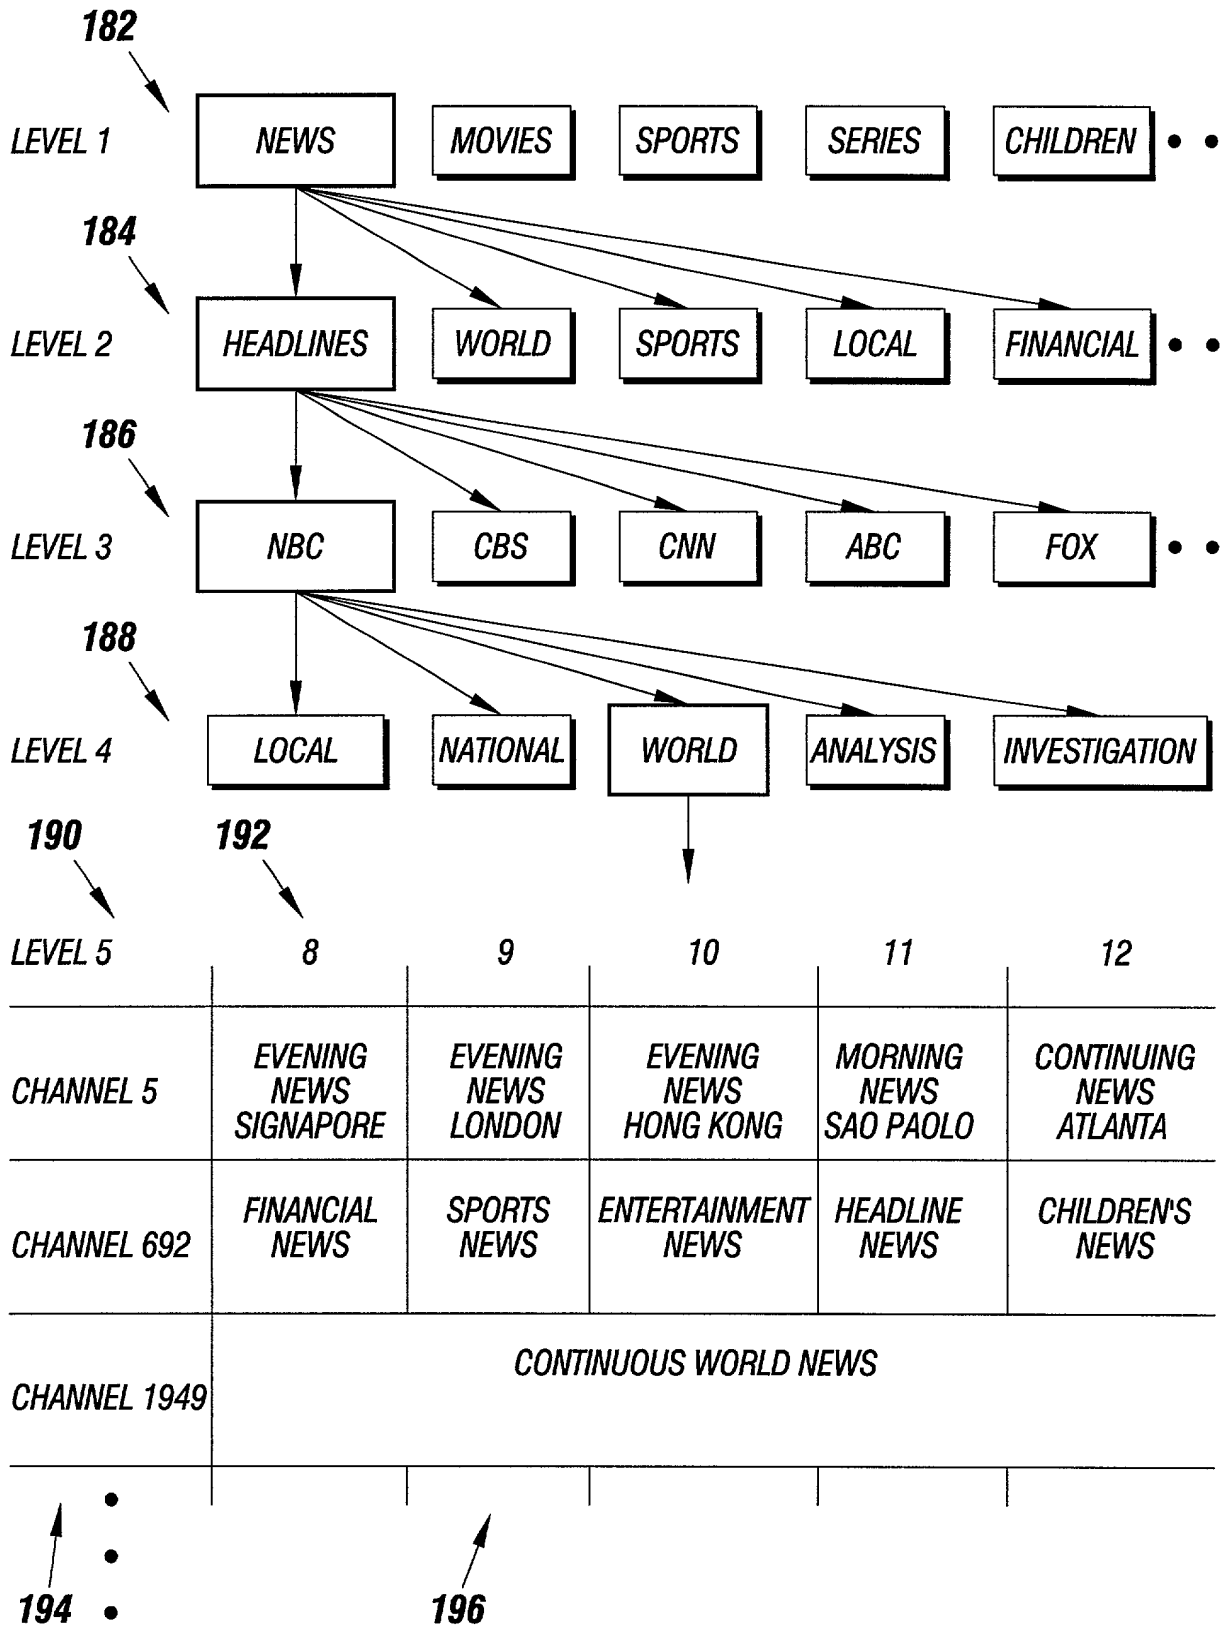 182
LEVEL 1 NEWS MOVIES SPORTS SERIES CHILDREN • •
184
LEVEL 2 HEADLINES WORLD SPORTS LOCAL FINANCIAL • •
186
LEVEL 3 NBC CBS CNN ABC FOX • •
188
LEVEL 4 LOCAL NATIONAL WORLD ANALYSIS INVESTIGATION
190 192
LEVEL 5 8 9 10 11 12
CHANNEL 5
EVENING
NEWS
SIGNAPORE
EVENING
NEWS
LONDON
EVENING
NEWS
HONG KONG
MORNING
NEWS
SAO PAOLO
CONTINUING
NEWS
ATLANTA
CHANNEL 692
FINANCIAL
NEWS
SPORTS
NEWS
ENTERTAINMENT
NEWS
HEADLINE
NEWS
CHILDREN'S
NEWS
CHANNEL 1949
CONTINUOUS WORLD NEWS
•
•
194 • 196